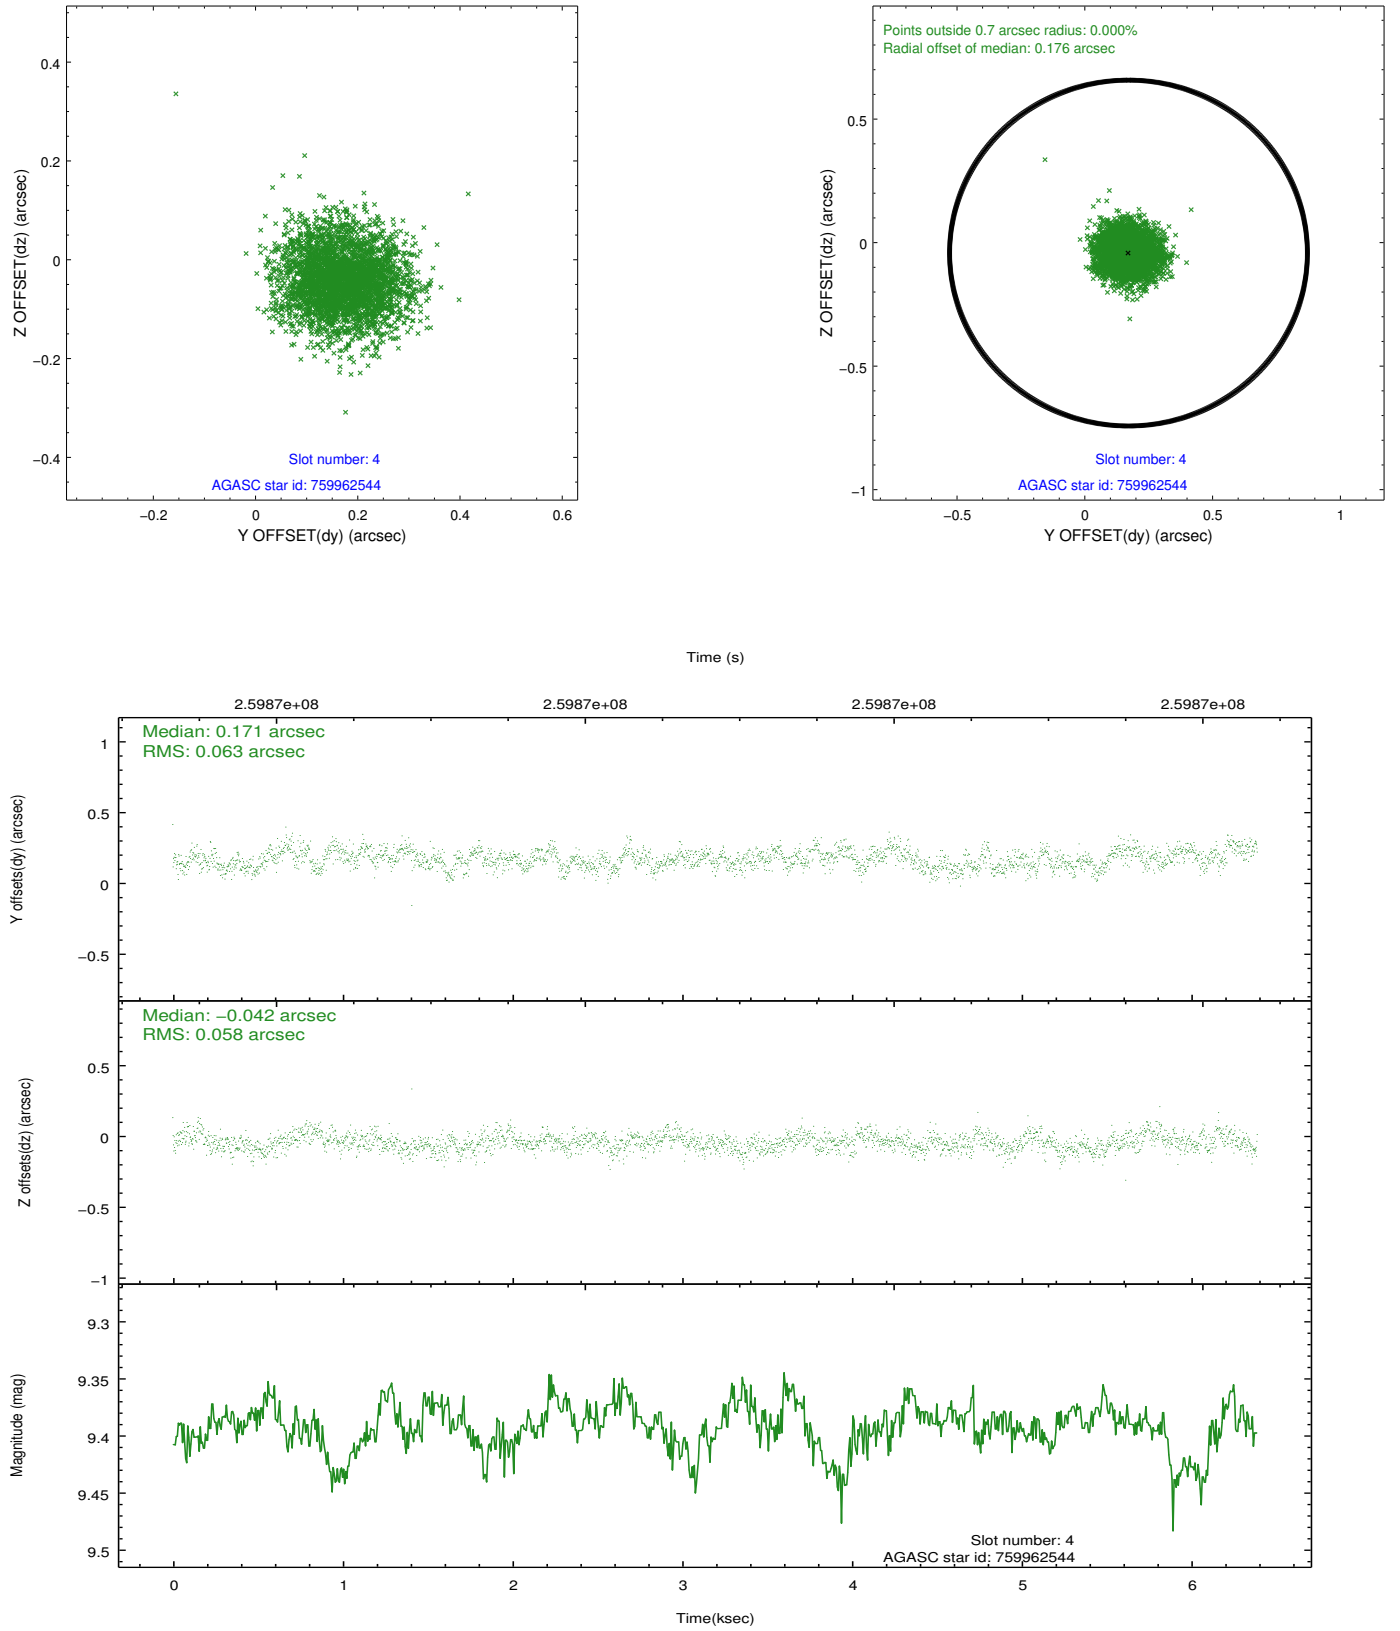 0.4
0.2
0
−0.2
−0.4
Z OFFSET(dz) (arcsec)
Slot number: 4
AGASC star id: 759962544
−0.2 0 0.2 0.4 0.6
Y OFFSET(dy) (arcsec)
Points outside 0.7 arcsec radius: 0.000%
Radial offset of median: 0.176 arcsec
0.5
0
−0.5
−1
Z OFFSET(dz) (arcsec)
Slot number: 4
AGASC star id: 759962544
−0.5 0 0.5 1
Y OFFSET(dy) (arcsec)
Time (s)
2.5987e+08 2.5987e+08 2.5987e+08 2.5987e+08
Median: 0.171 arcsec
RMS: 0.063 arcsec
1
0.5
0
−0.5
Y offsets(dy) (arcsec)
Median: −0.042 arcsec
RMS: 0.058 arcsec
0.5
0
−0.5
−1
Z offsets(dz) (arcsec)
9.3
9.35
9.4
9.45
9.5
Magnitude (mag)
Slot number: 4
AGASC star id: 759962544
0 1 2 3 4 5 6
Time(ksec)